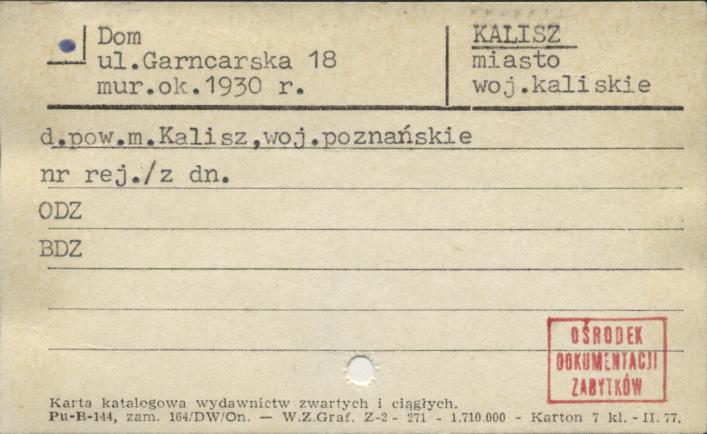 Dom
ul.Garncarska 18
mur.ok.1930 r.
KALISZ
miasto
woj.kaliskie
d.pow.m.Kalisz,woj.poznańskie
nr rej./z dn.
ODZ
BDZ
OŚRODEK
DOKUMENTACJI
ZABYTKÓW
Karta katalogowa wydawnictw zwartych i ciągłych.
Pu-B-144, zam. 164/DW/On. — W.Z.Graf. Z-2 - 271 - 1.710.000 - Karton 7 kl. - II. 77.